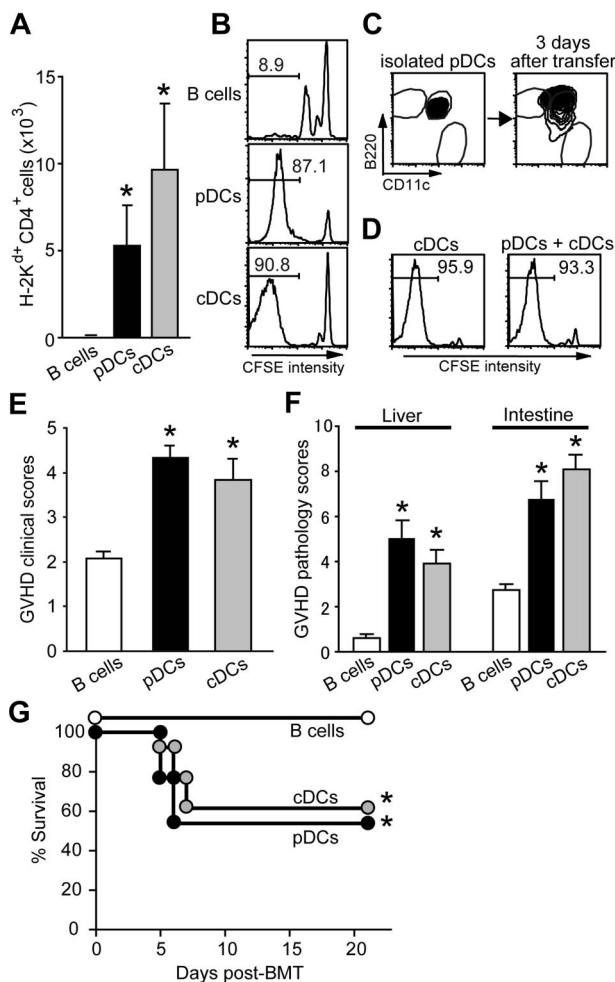 A
H-2Kd+ CD4+cells (x10³)
15
10
5
0
B cells
pDCs
cDCs
*
*
B
B cells
8.9
pDCs
87.1
cDCs
90.8
CFSE intensity
C
isolated pDCs
3 days
after transfer
B220
CD11c
D
cDCs
pDCs + cDCs
95.9
93.3
CFSE intensity
E
GVHD clinical scores
5
4
3
2
1
0
*
*
B cells
pDCs
cDCs
F
Liver
Intestine
GVHD pathology scores
10
8
6
4
2
0
*
*
*
*
B cells
pDCs
cDCs
B cells
pDCs
cDCs
G
% Survival
100
80
60
40
20
0
B cells
cDCs
*
pDCs
*
0
5
10
15
20
Days post-BMT